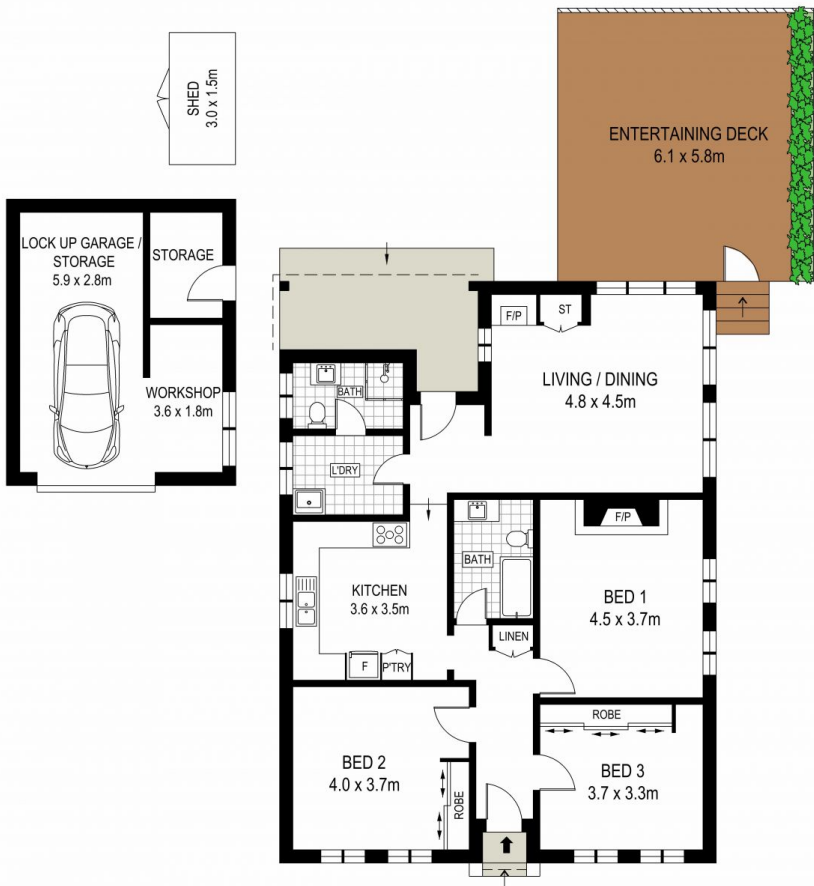 SHED
3.0 x 1.5m
ENTERTAINING DECK
6.1 x 5.8m
LOCK UP GARAGE /
STORAGE
5.9 x 2.8m
STORAGE
WORKSHOP
3.6 x 1.8m
F/P
ST
LIVING / DINING
4.8 x 4.5m
BATH
L'DRY
KITCHEN
3.6 x 3.5m
F
P'TRY
BATH
LINEN
F/P
BED 1
4.5 x 3.7m
BED 2
4.0 x 3.7m
ROBE
ROBE
BED 3
3.7 x 3.3m